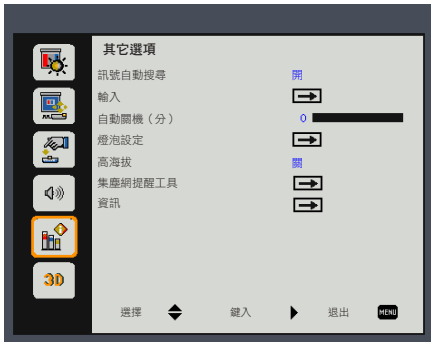 其它選項
訊號自動搜尋 開
輸入
自動關機（分） 0
燈泡設定
高海拔 關
集塵網提醒工具
資訊
3D
選擇 鍵入 退出 MENU